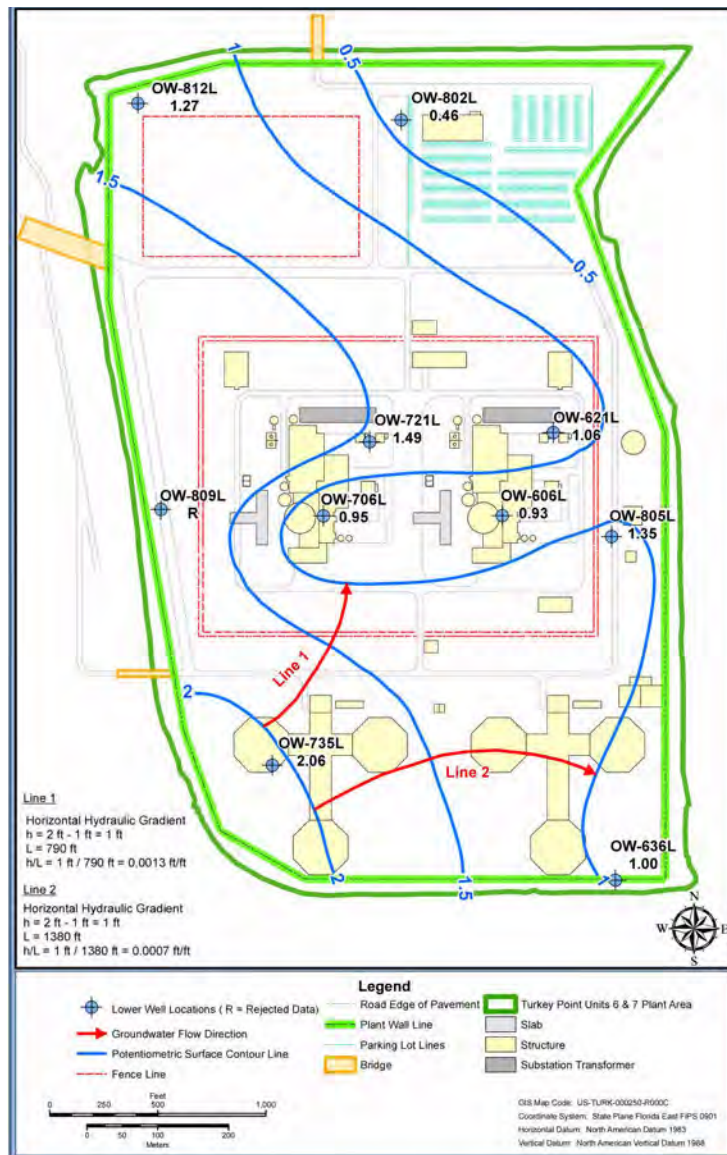 1
0.5
OW-812L
1.27
OW-802L
0.46
1.5
0.5
OW-721L
1.49
OW-621L
1.06
OW-809L
R
OW-706L
0.95
OW-606L
0.93
OW-805L
1.35
Line 1
2
OW-735L
2.06
Line 2
Line 1
Horizontal Hydraulic Gradient
h = 2 ft - 1 ft = 1 ft
L = 790 ft
h/L = 1 ft / 790 ft = 0.0013 ft/ft
Line 2
Horizontal Hydraulic Gradient
h = 2 ft - 1 ft = 1 ft
L = 1380 ft
h/L = 1 ft / 1380 ft = 0.0007 ft/ft
OW-636L
1.00
2
1.5
1
N
W E
S
Legend
Lower Well Locations ( R = Rejected Data)
Groundwater Flow Direction
Potentiometric Surface Contour Line
Fence Line
Road Edge of Pavement
Plant Wall Line
Parking Lot Lines
Bridge
Turkey Point Units 6 & 7 Plant Area
Slab
Structure
Substation Transformer
Feet
0 250 500 1,000
0 50 100 200
Meters
GIS Map Code: US-TURK-000250-R000C
Coordinate System: State Plane Florida East FIPS 0901
Horizontal Datum: North American Datum 1983
Vertical Datum: North American Vertical Datum 1988